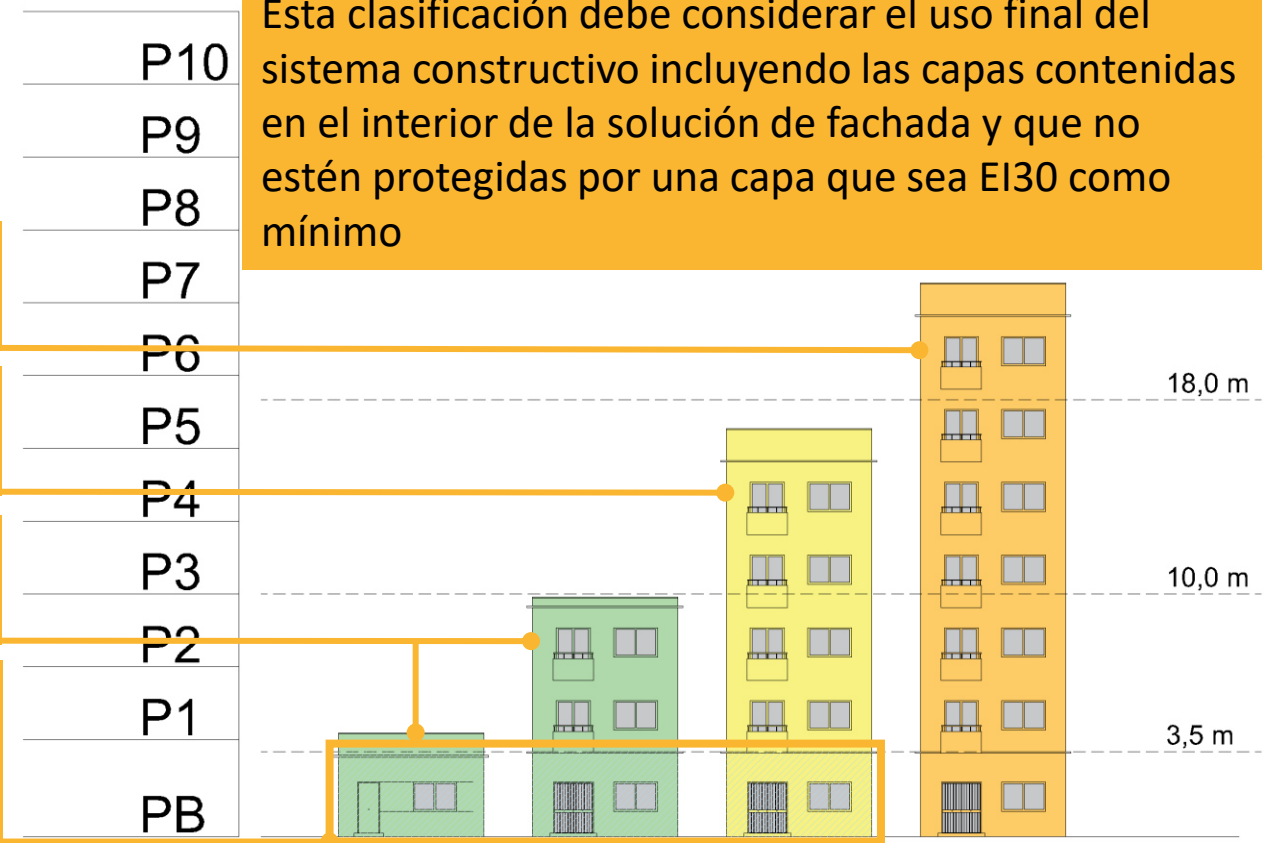 Esta clasificación debe considerar el uso final del
sistema constructivo incluyendo las capas contenidas
en el interior de la solución de fachada y que no
estén protegidas por una capa que sea EI30 como
mínimo
P10
P9
P8
P7
P6
P5
P4
P3
P2
P1
PB
18,0 m
10,0 m
3,5 m